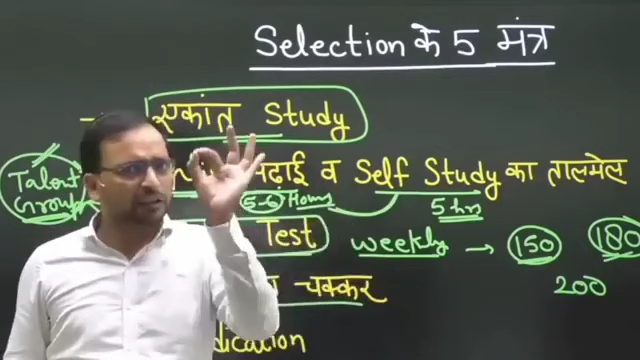 Selection के 5 मंत्र
एकांत Study
पढ़ाई व Self Study का तालमेल
Talent Group
5-6 Hours
5 hrs
Test weekly → 150 180
200
चक्कर
dication